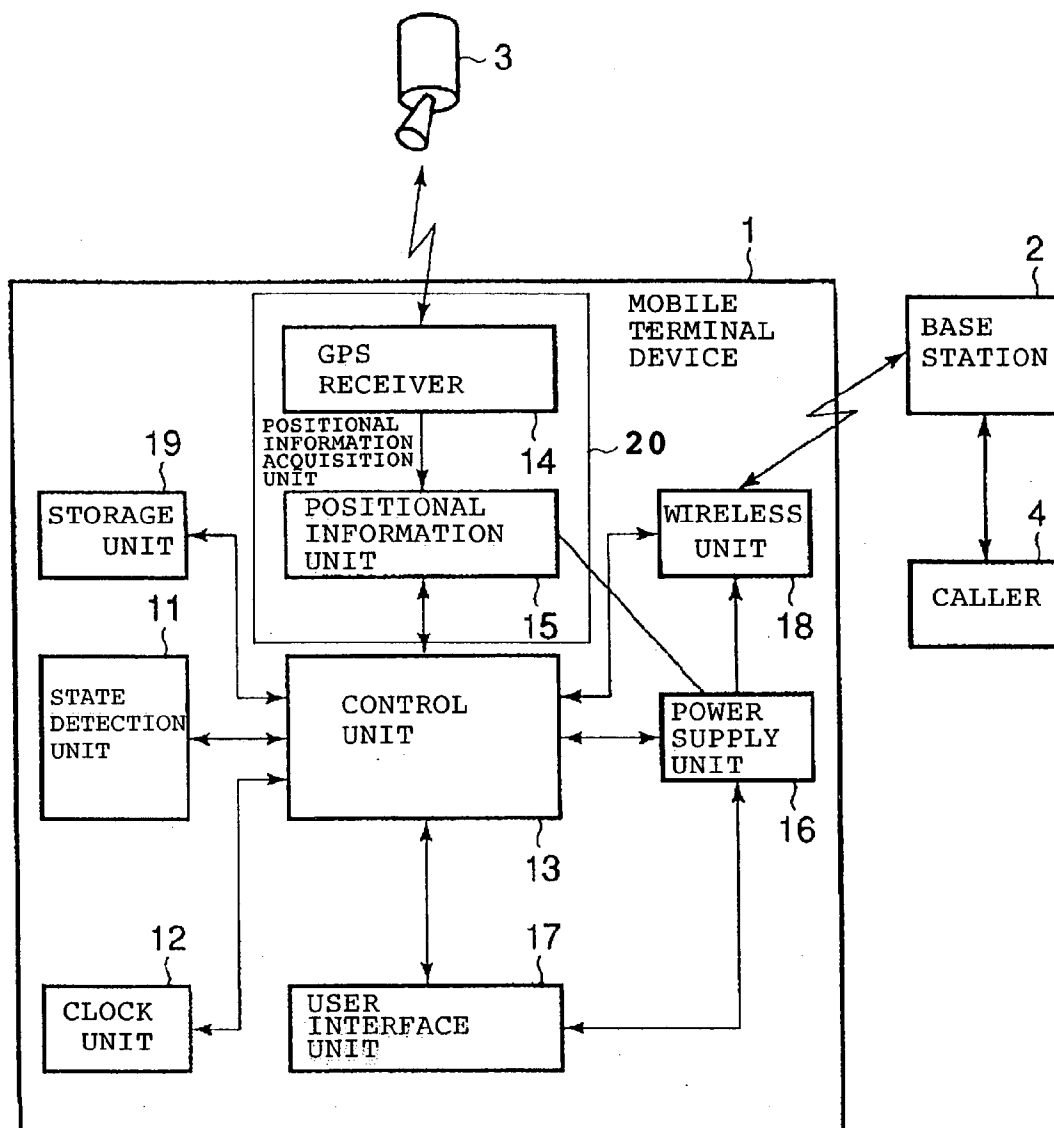 3
1
2
MOBILE
TERMINAL
DEVICE
BASE
STATION
GPS
RECEIVER
POSITIONAL
INFORMATION
ACQUISITION
UNIT
14
20
19
STORAGE
UNIT
POSITIONAL
INFORMATION
UNIT
15
WIRELESS
UNIT
18
4
CALLER
11
STATE
DETECTION
UNIT
CONTROL
UNIT
13
POWER
SUPPLY
UNIT
16
12
CLOCK
UNIT
17
USER
INTERFACE
UNIT